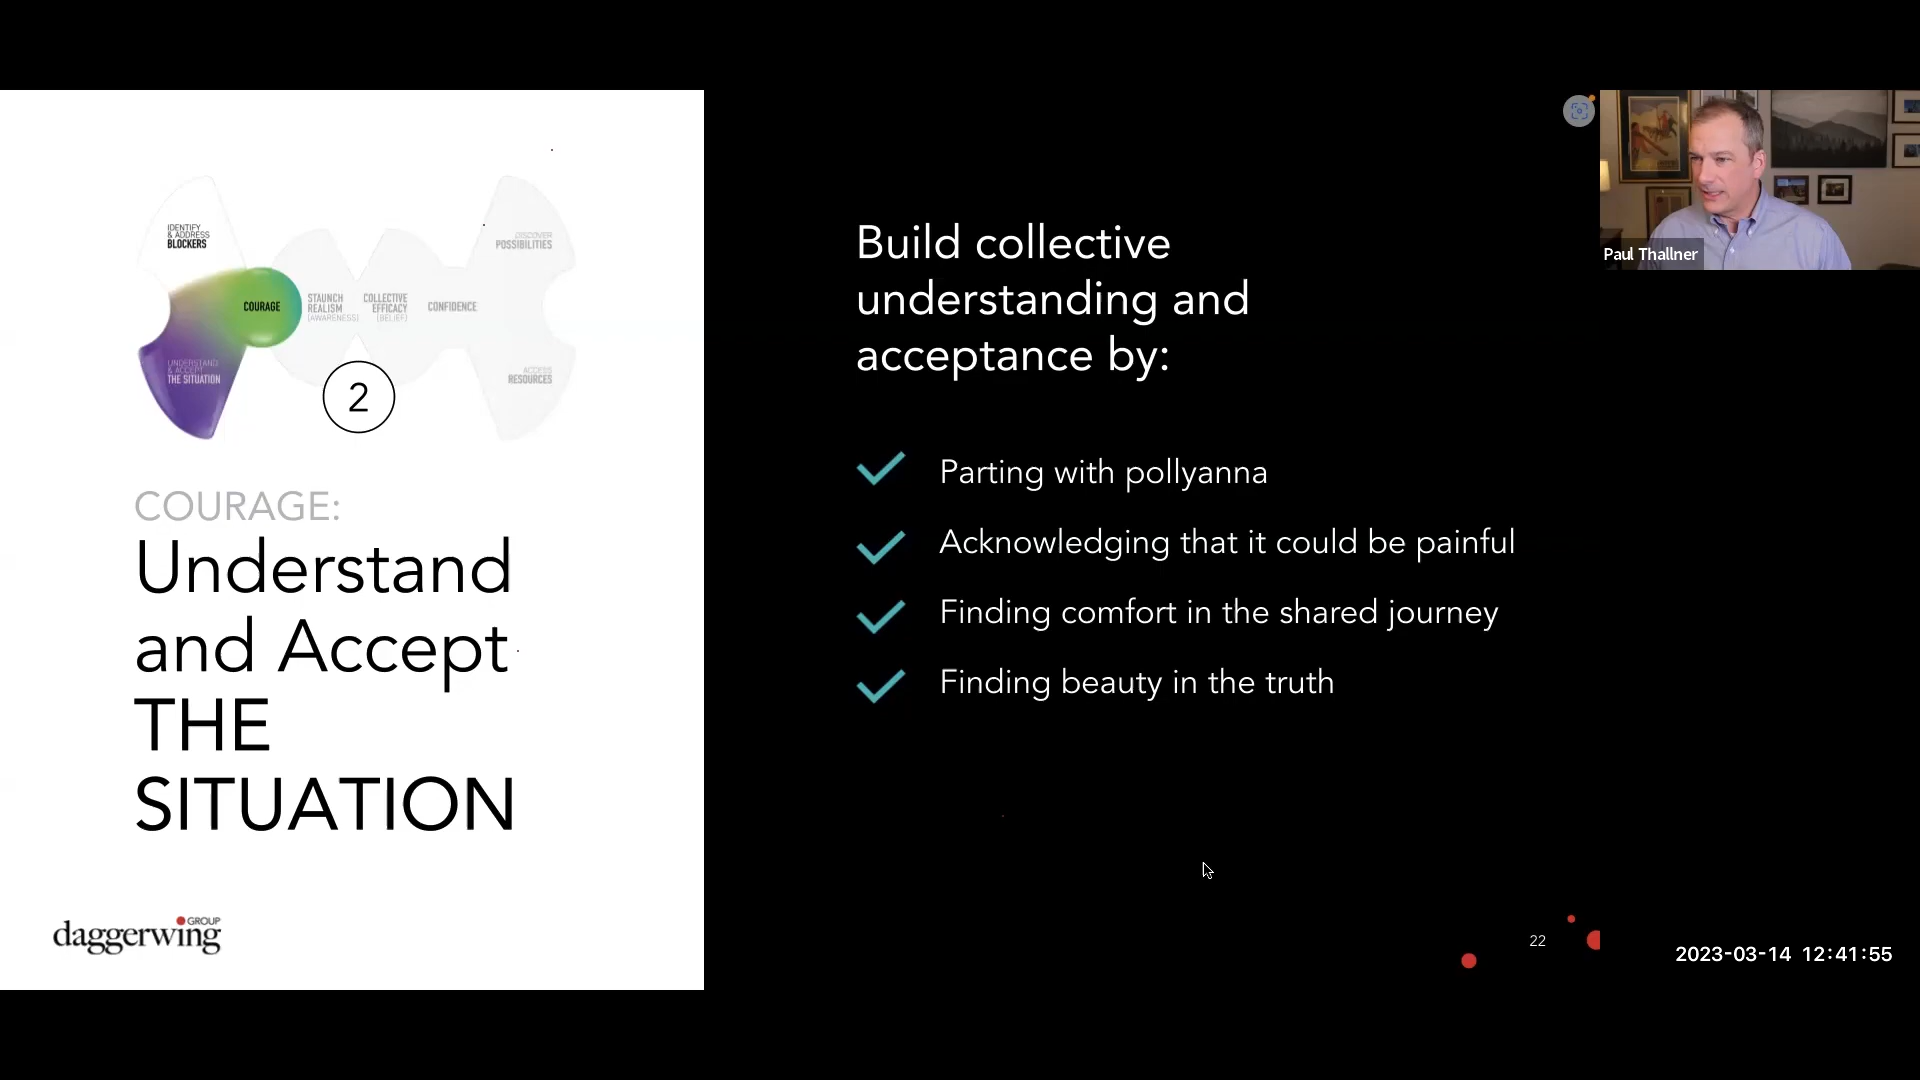 IDENTIFY
& ADDRESS
BLOCKERS
DISCOVER
POSSIBILITIES
COURAGE
STAUNCH
REALISM
(AWARENESS)
COLLECTIVE
EFFICACY
(BELIEF)
CONFIDENCE
UNDERSTAND
& ACCEPT
THE SITUATION
ACCESS
RESOURCES
2
COURAGE:
Understand
and Accept
THE
SITUATION
daggerwing GROUP
Build collective
understanding and
acceptance by:
Parting with pollyanna
Acknowledging that it could be painful
Finding comfort in the shared journey
Finding beauty in the truth
22
Paul Thallner
2023-03-14 12:41:55